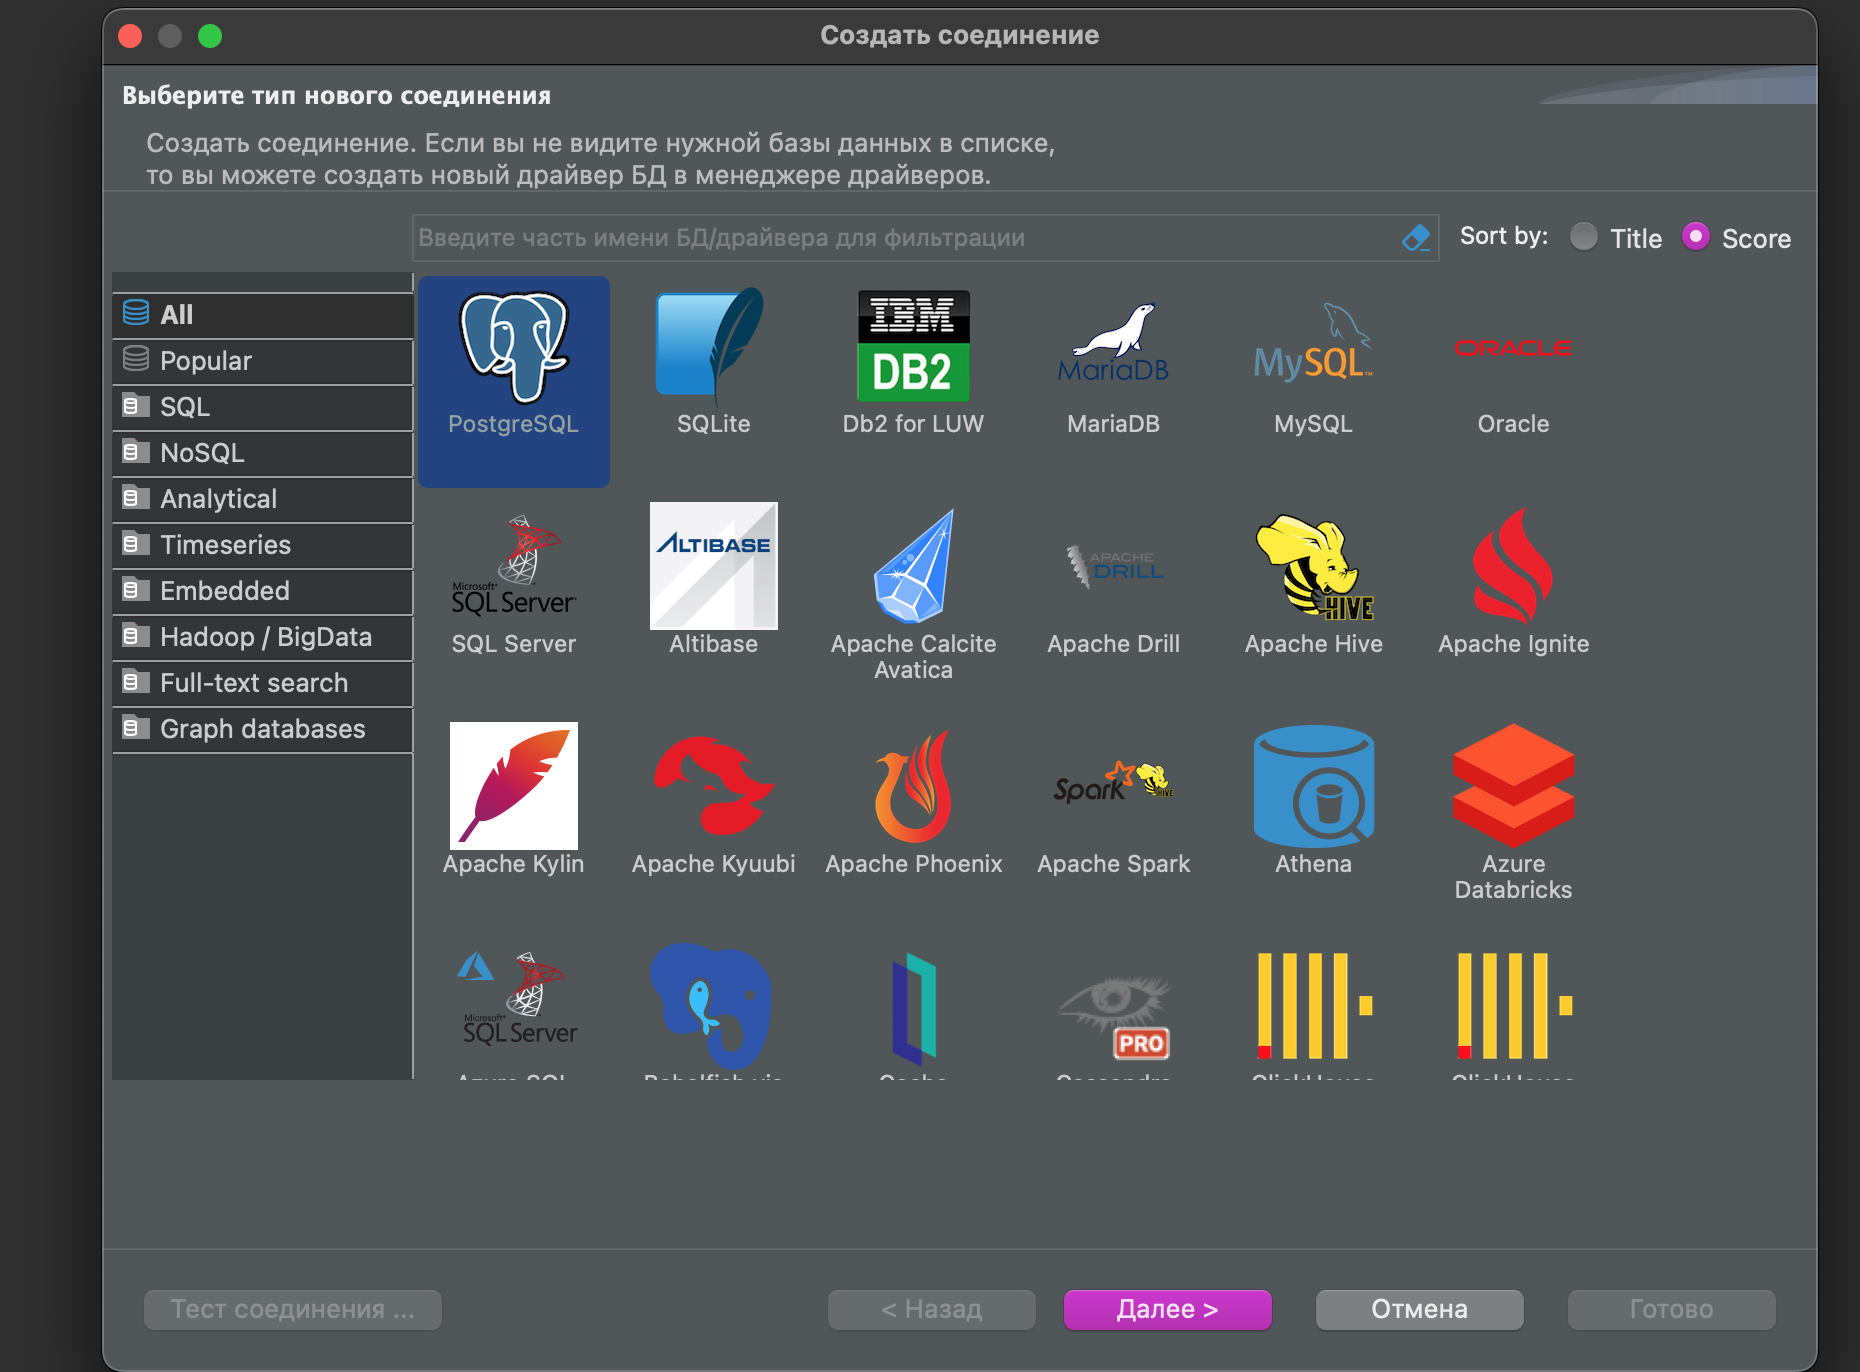 Создать соединение
Выберите тип нового соединения
Создать соединение. Если вы не видите нужной базы данных в списке,
то вы можете создать новый драйвер БД в менеджере драйверов.
Введите часть имени БД/драйвера для фильтрации
Sort by: Title Score
All
Popular
SQL
NoSQL
Analytical
Timeseries
Embedded
Hadoop / BigData
Full-text search
Graph databases
IBM
DB2
MariaDB
MySQL™
ORACLE
PostgreSQL SQLite Db2 for LUW MariaDB MySQL Oracle
Microsoft®
SQL Server
ALTIBASE
APACHE
DRILL
HIVE
SQL Server Altibase Apache Calcite Apache Drill Apache Hive Apache Ignite
Avatica
Spark
HIVE
Apache Kylin Apache Kyuubi Apache Phoenix Apache Spark Athena Azure
Databricks
Microsoft®
SQL Server
PRO
Тест соединения ... < Назад Далее > Отмена Готово